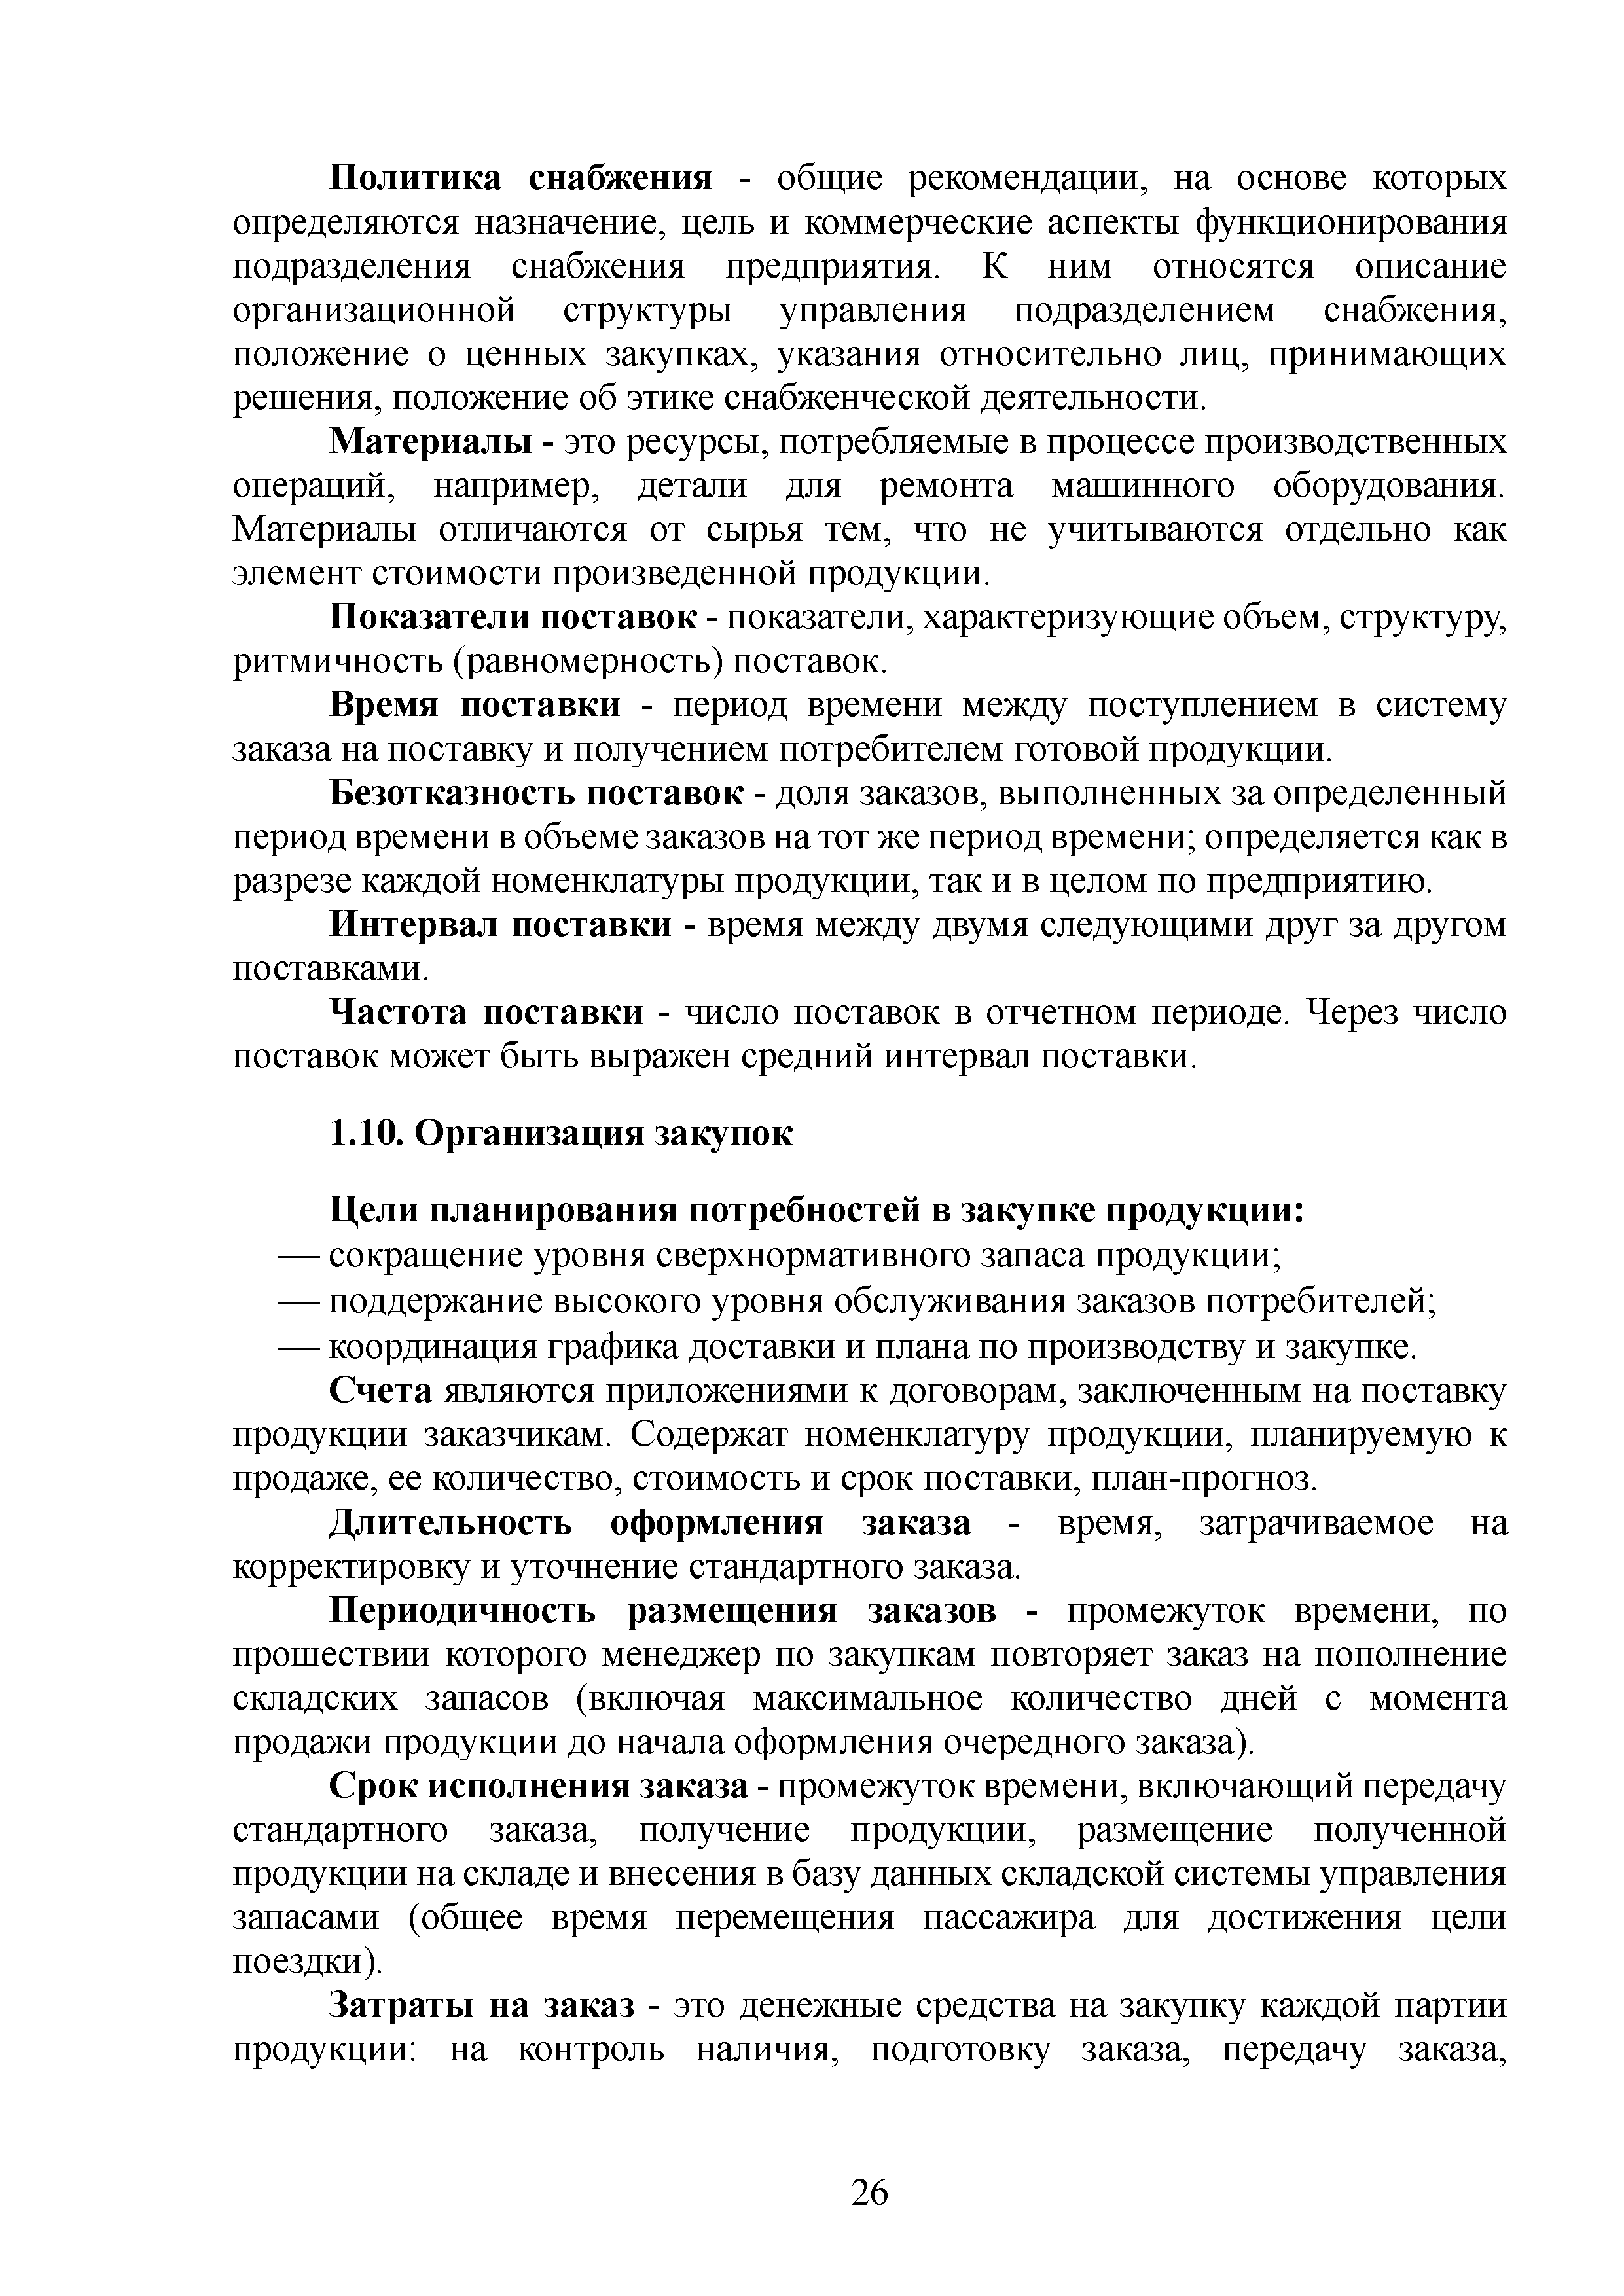 Политика снабжения - общие рекомендации, на основе которых
определяются назначение, цель и коммерческие аспекты функционирования
подразделения снабжения предприятия. К ним относятся описание
организационной структуры управления подразделением снабжения,
положение о ценных закупках, указания относительно лиц, принимающих
решения, положение об этике снабженческой деятельности.
Материалы - это ресурсы, потребляемые в процессе производственных
операций, например, детали для ремонта машинного оборудования.
Материалы отличаются от сырья тем, что не учитываются отдельно как
элемент стоимости произведенной продукции.
Показатели поставок - показатели, характеризующие объем, структуру,
ритмичность (равномерность) поставок.
Время поставки - период времени между поступлением в систему
заказа на поставку и получением потребителем готовой продукции.
Безотказность поставок - доля заказов, выполненных за определенный
период времени в объеме заказов на тот же период времени; определяется как в
разрезе каждой номенклатуры продукции, так и в целом по предприятию.
Интервал поставки - время между двумя следующими друг за другом
поставками.
Частота поставки - число поставок в отчетном периоде. Через число
поставок может быть выражен средний интервал поставки.
1.10. Организация закупок
Цели планирования потребностей в закупке продукции:
— сокращение уровня сверхнормативного запаса продукции;
— поддержание высокого уровня обслуживания заказов потребителей;
— координация графика доставки и плана по производству и закупке.
Счета являются приложениями к договорам, заключенным на поставку
продукции заказчикам. Содержат номенклатуру продукции, планируемую к
продаже, ее количество, стоимость и срок поставки, план-прогноз.
Длительность оформления заказа - время, затрачиваемое на
корректировку и уточнение стандартного заказа.
Периодичность размещения заказов - промежуток времени, по
прошествии которого менеджер по закупкам повторяет заказ на пополнение
складских запасов (включая максимальное количество дней с момента
продажи продукции до начала оформления очередного заказа).
Срок исполнения заказа - промежуток времени, включающий передачу
стандартного заказа, получение продукции, размещение полученной
продукции на складе и внесения в базу данных складской системы управления
запасами (общее время перемещения пассажира для достижения цели
поездки).
Затраты на заказ - это денежные средства на закупку каждой партии
продукции: на контроль наличия, подготовку заказа, передачу заказа,
26